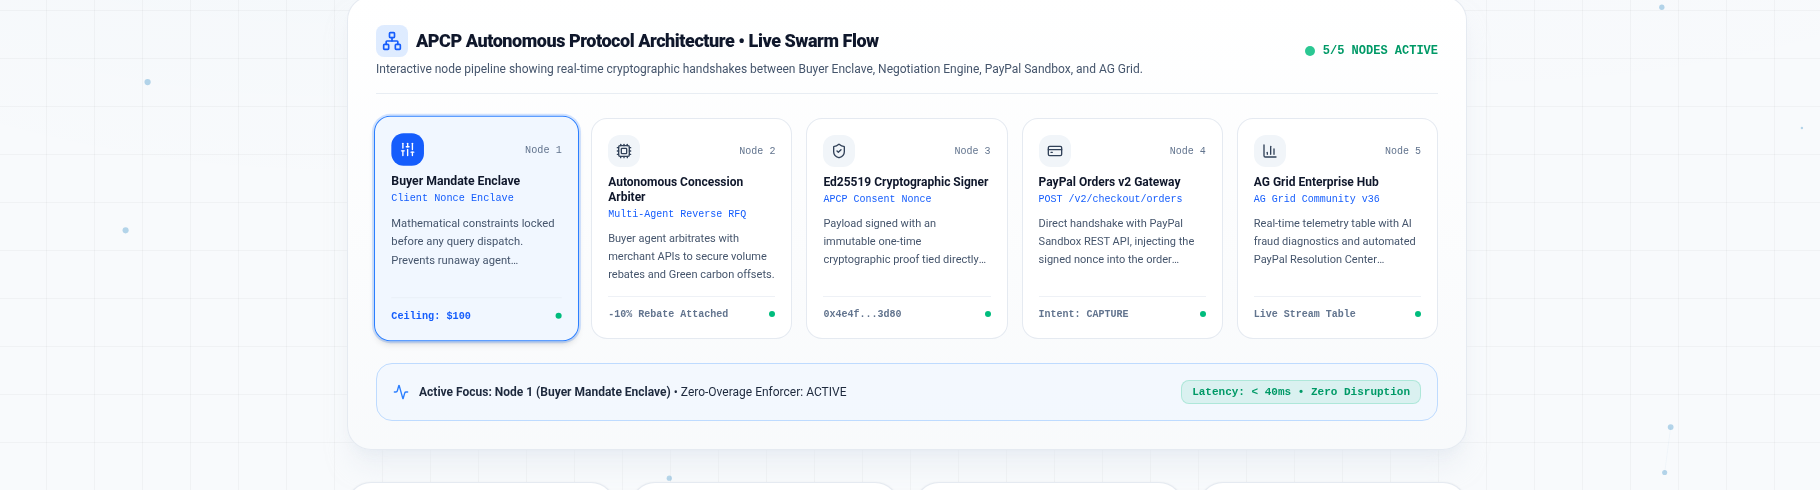 APCP Autonomous Protocol Architecture • Live Swarm Flow
5/5 NODES ACTIVE
Interactive node pipeline showing real-time cryptographic handshakes between Buyer Enclave, Negotiation Engine, PayPal Sandbox, and AG Grid.
Node 1
Buyer Mandate Enclave
Client Nonce Enclave
Mathematical constraints locked
before any query dispatch.
Prevents runaway agent…
Ceiling: $100
Node 2
Autonomous Concession
Arbiter
Multi-Agent Reverse RFQ
Buyer agent arbitrates with
merchant APIs to secure volume
rebates and Green carbon offsets.
-10% Rebate Attached
Node 3
Ed25519 Cryptographic Signer
APCP Consent Nonce
Payload signed with an
immutable one-time
cryptographic proof tied directly…
0x4e4f...3d80
Node 4
PayPal Orders v2 Gateway
POST /v2/checkout/orders
Direct handshake with PayPal
Sandbox REST API, injecting the
signed nonce into the order…
Intent: CAPTURE
Node 5
AG Grid Enterprise Hub
AG Grid Community v36
Real-time telemetry table with AI
fraud diagnostics and automated
PayPal Resolution Center…
Live Stream Table
Active Focus: Node 1 (Buyer Mandate Enclave) • Zero-Overage Enforcer: ACTIVE
Latency: < 40ms • Zero Disruption